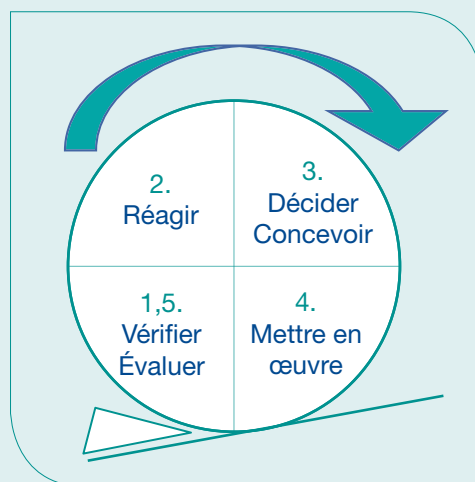 2.
Réagir
3.
Décider
Concevoir
1,5.
Vérifier
Évaluer
4.
Mettre en
œuvre